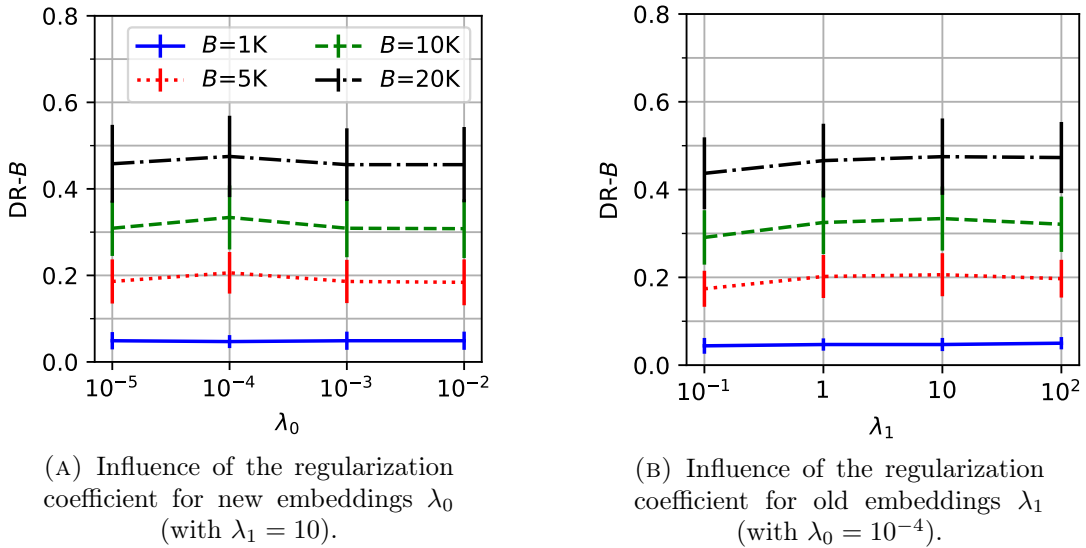 0.8
0.6
0.4
0.2
0.0
DR-B
B=1K
B=5K
B=10K
B=20K
10⁻⁵
10⁻⁴
10⁻³
10⁻²
λ₀
(A) Influence of the regularization
coefficient for new embeddings λ₀
(with λ₁ = 10).
0.8
0.6
0.4
0.2
0.0
DR-B
10⁻¹
1
10
10²
λ₁
(B) Influence of the regularization
coefficient for old embeddings λ₁
(with λ₀ = 10⁻⁴).